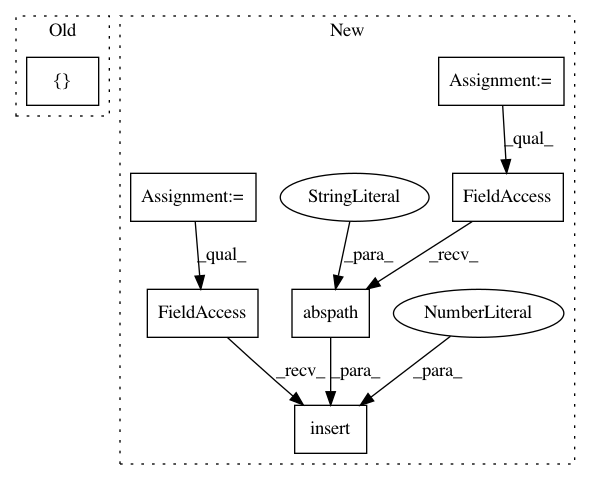 Old
New
{}
Assignment:=
_qual_
Assignment:=
StringLiteral
FieldAccess
_qual_
_para_
_recv_
FieldAccess
abspath
NumberLiteral
_recv_
_para_
_para_
insert